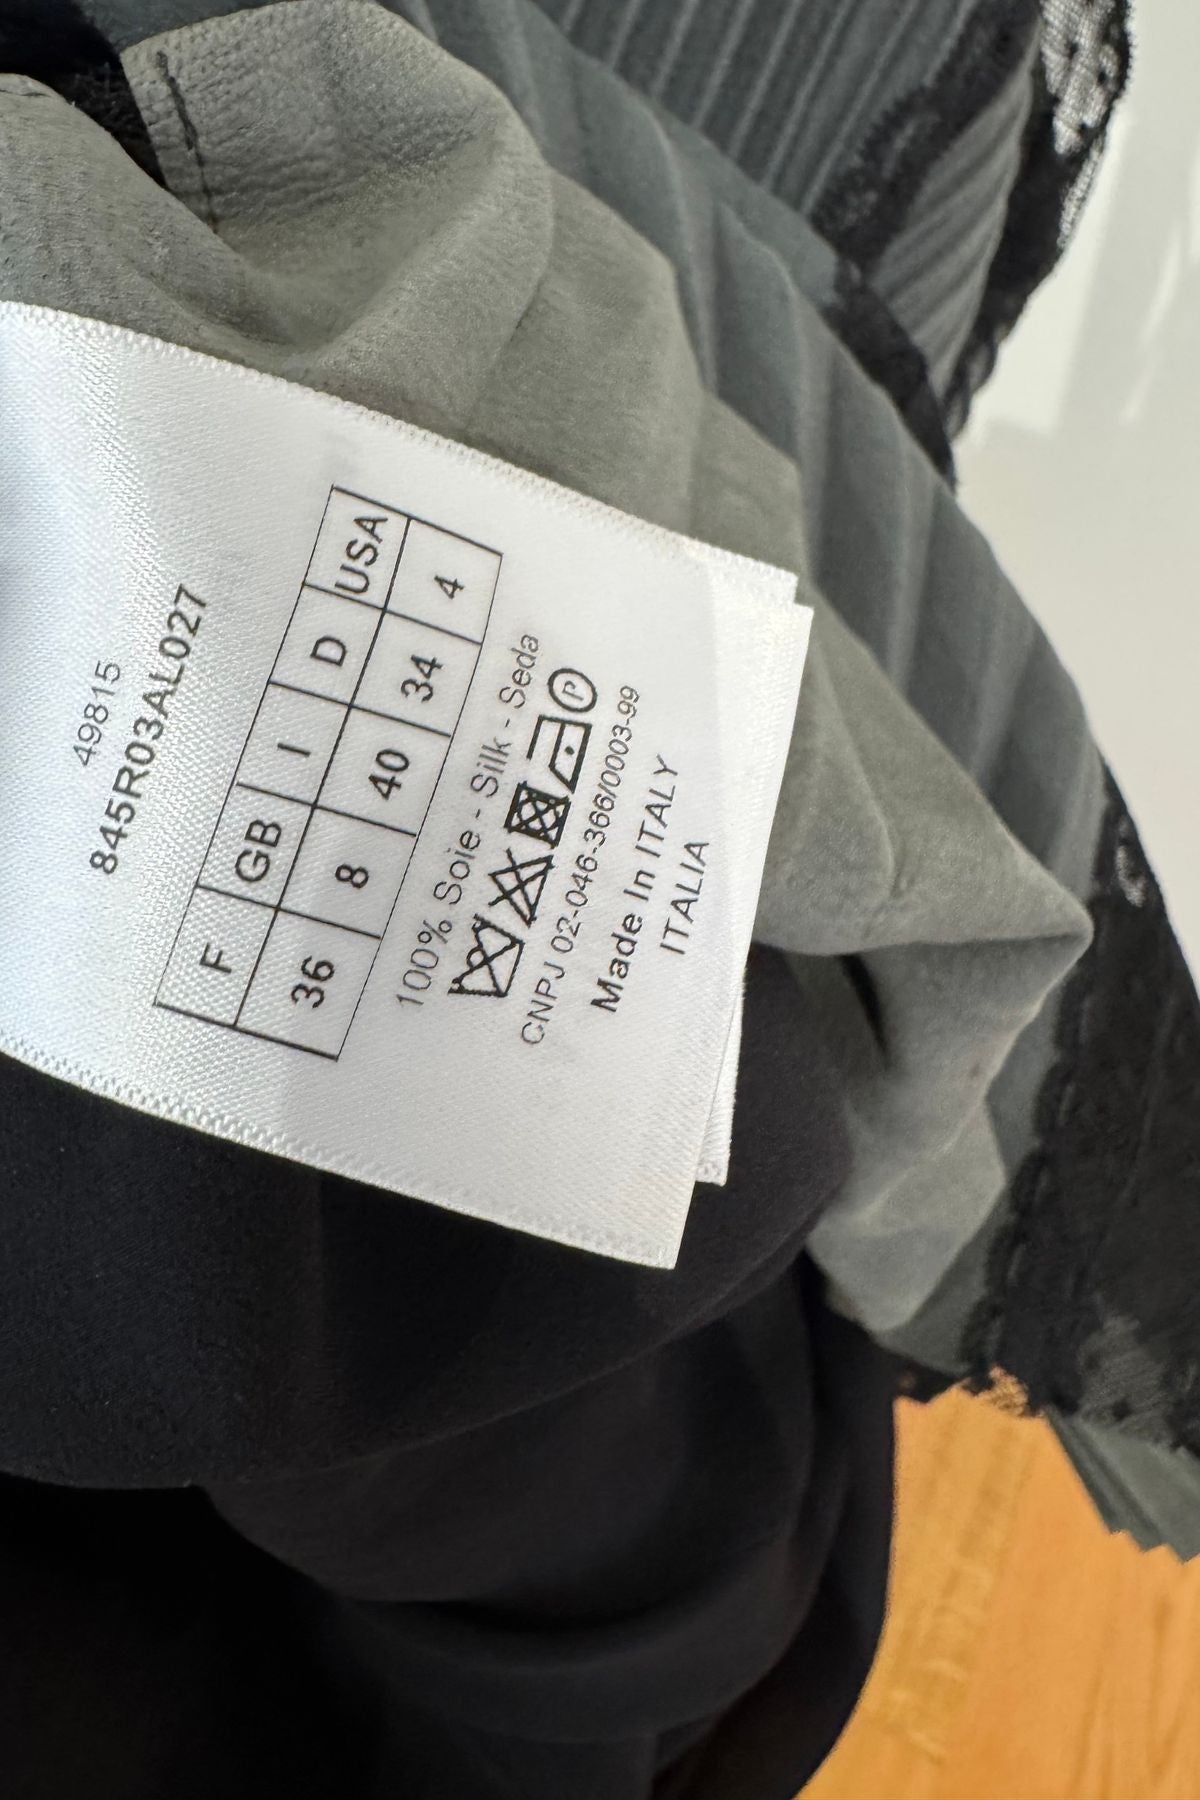 49815
845R03AL027
F GB I D USA
36 8 40 34 4
100% Soie - Silk - Seda
P
CNPJ 02-046-366/0003-99
Made In ITALY
ITALIA